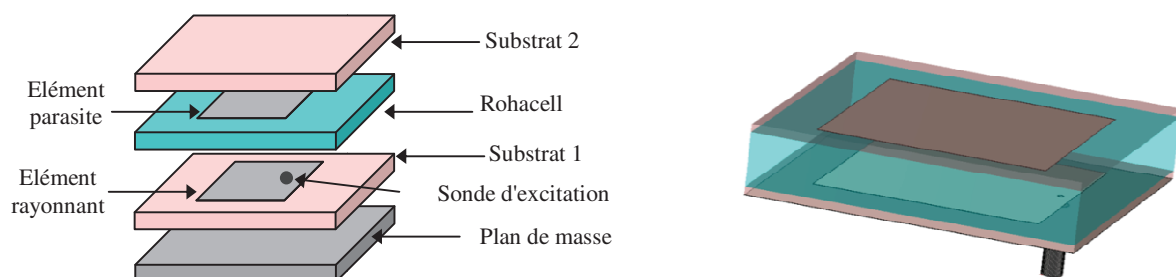 Substrat 2
Elément
parasite
Rohacell
Substrat 1
Elément
rayonnant
Sonde d'excitation
Plan de masse